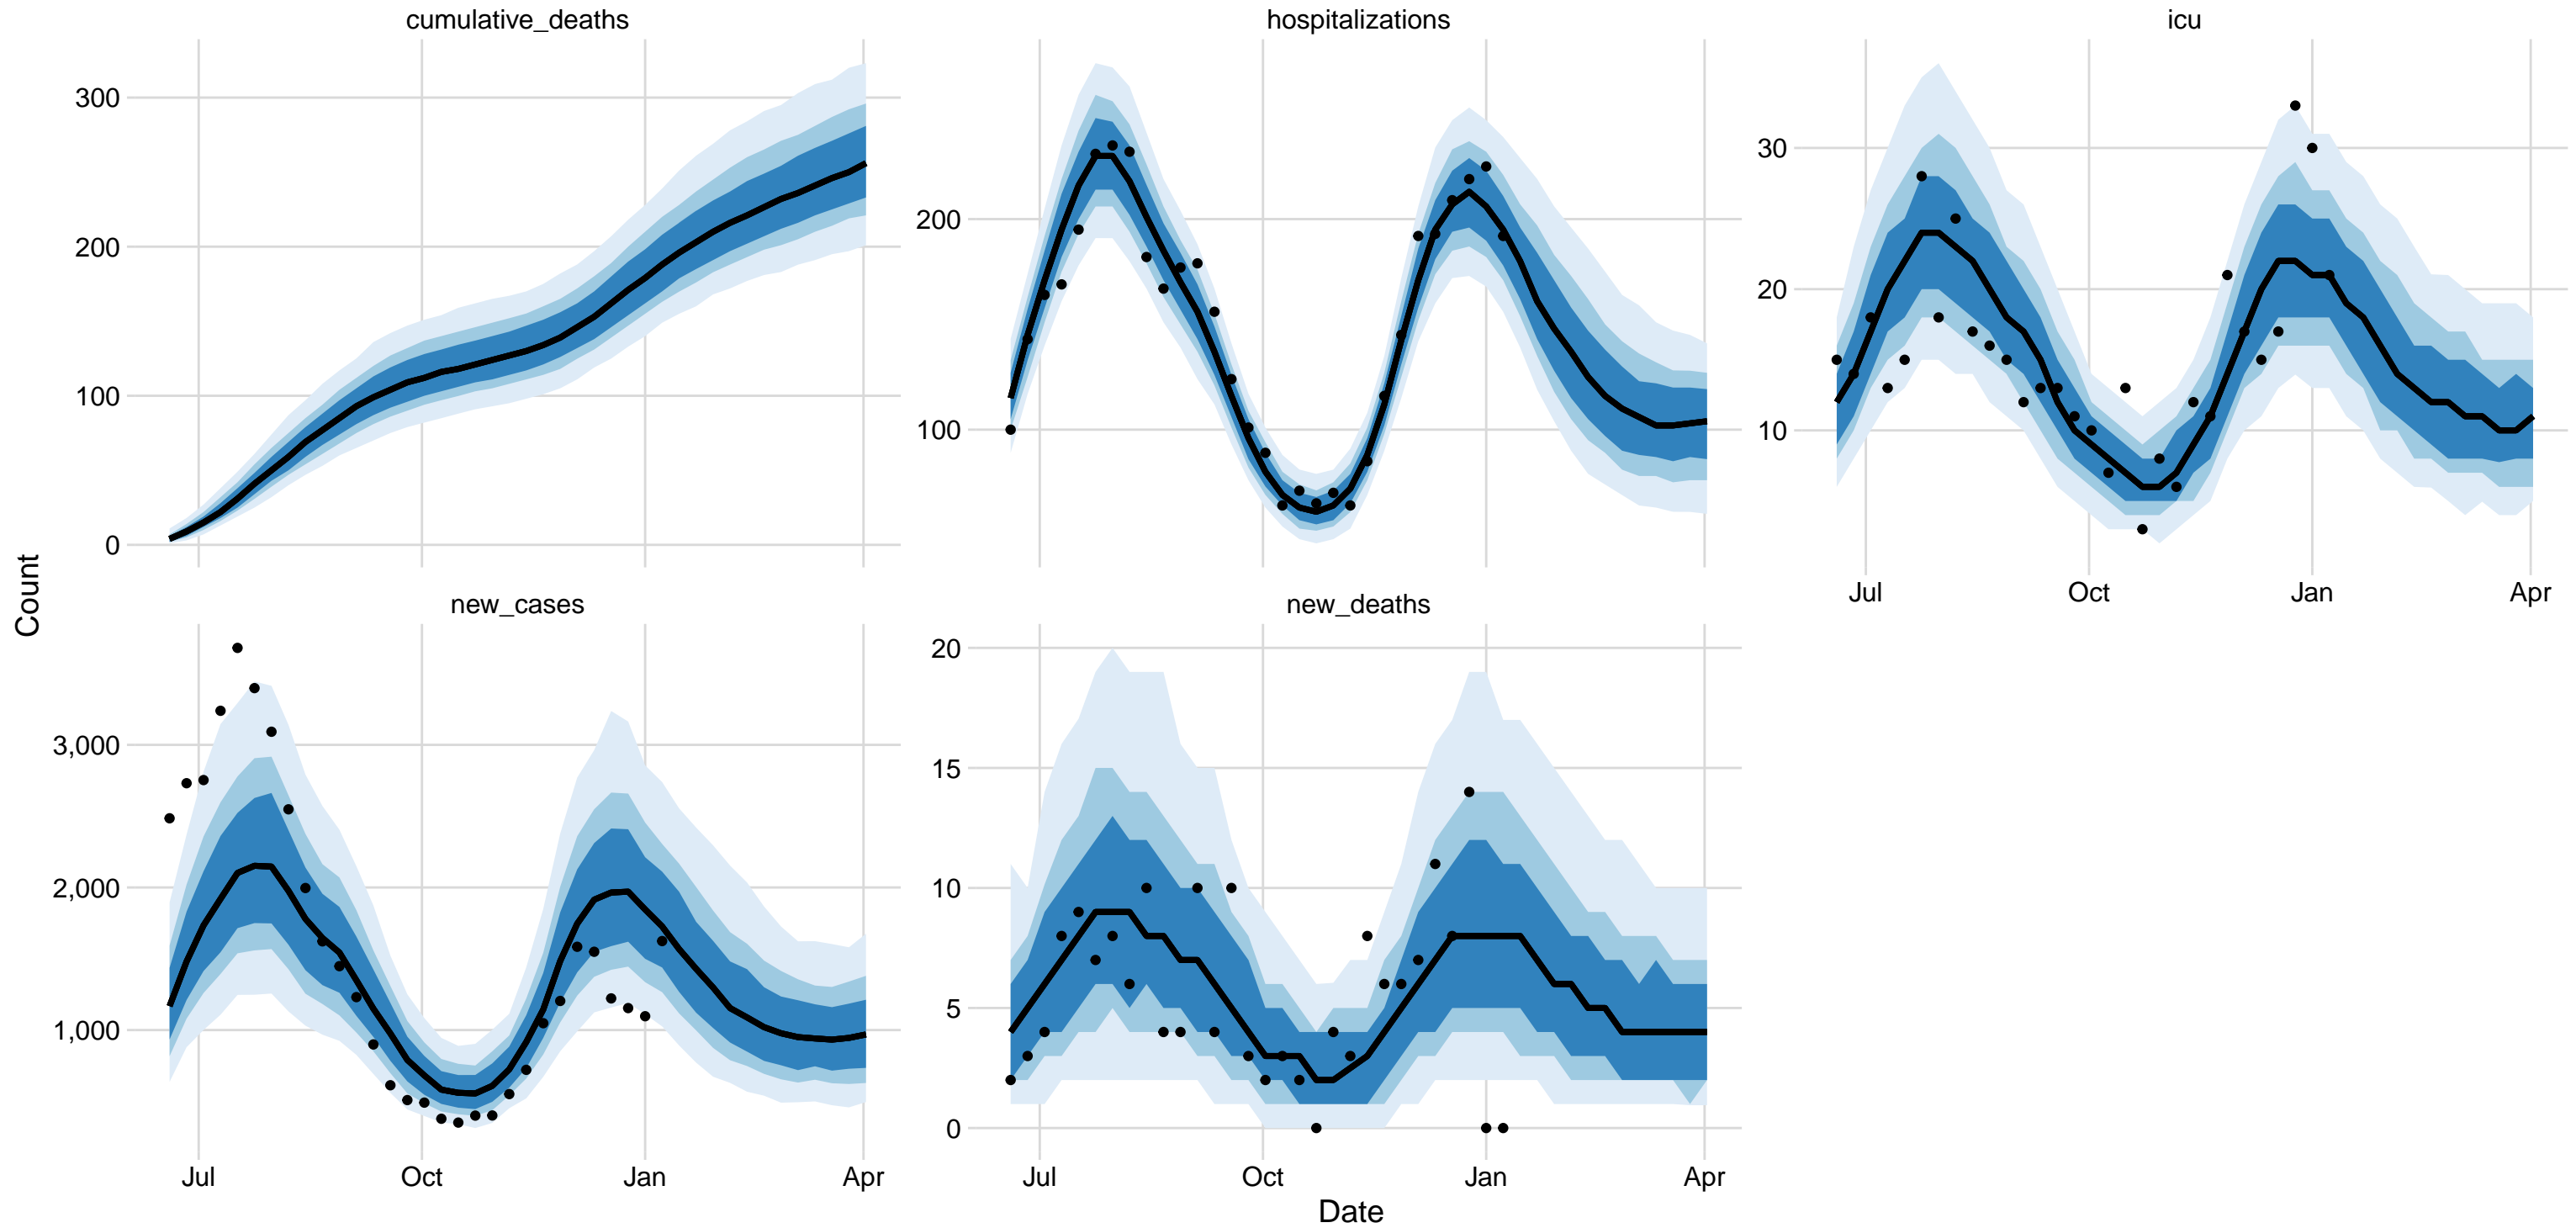 cumulative_deaths
hospitalizations
icu
300
200
100
0
200
100
30
20
10
Jul
Oct
Jan
Apr
Count
new_cases
new_deaths
3,000
2,000
1,000
20
15
10
5
0
Jul
Oct
Jan
Apr
Jul
Oct
Jan
Apr
Date